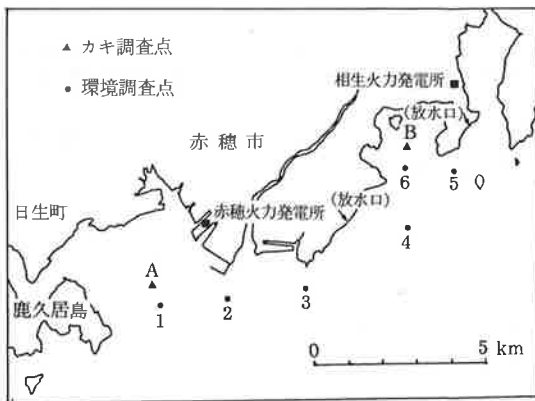 ▲ カキ調査点
● 環境調査点
相生火力発電所
(放水口)
B
赤穂市
6
5
日生町
赤穂火力発電所
(放水口)
4
A
鹿久居島
1
2
3
0
5 km